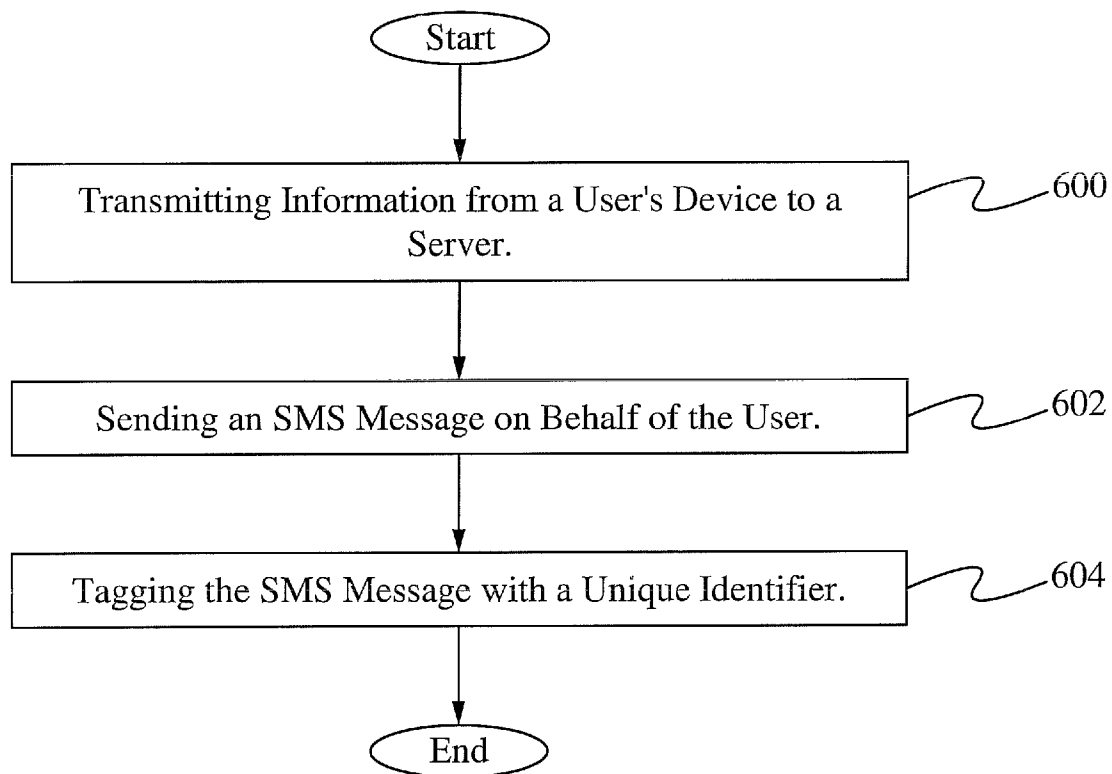 Start
Transmitting Information from a User's Device to a
Server.
600
Sending an SMS Message on Behalf of the User.
602
Tagging the SMS Message with a Unique Identifier.
604
End